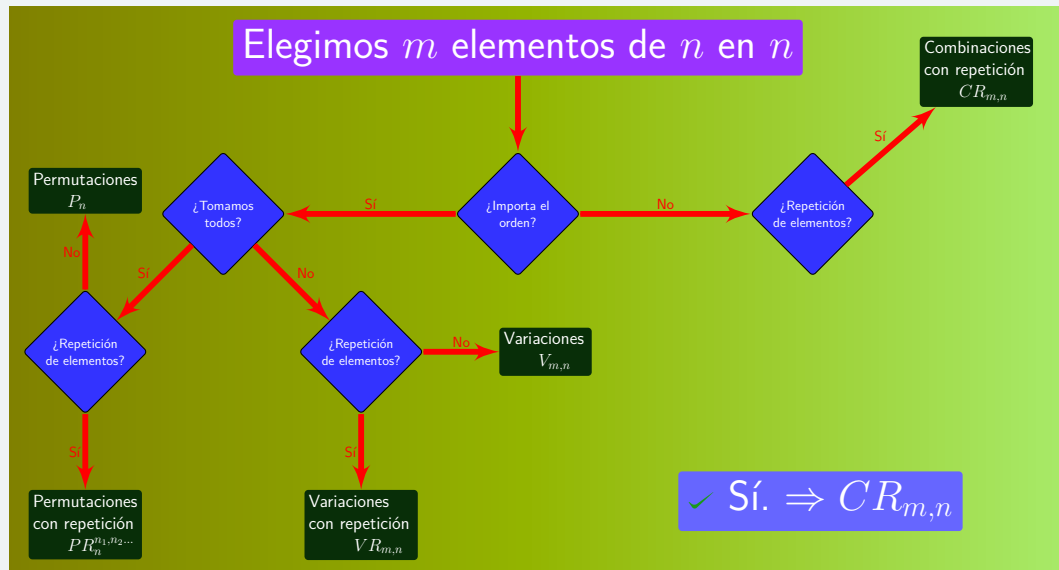 Elegimos m elementos de n en n
Combinaciones
con repetición
CR_{m,n}
Sí
Permutaciones
P_n
¿Tomamos
todos?
Sí
¿Importa el
orden?
No
¿Repetición
de elementos?
No
Sí
No
¿Repetición
de elementos?
¿Repetición
de elementos?
No
Variaciones
V_{m,n}
Sí
Sí
Permutaciones
con repetición
PR_n^{n_1,n_2...}
Variaciones
con repetición
VR_{m,n}
✓ Sí. ⇒ CR_{m,n}